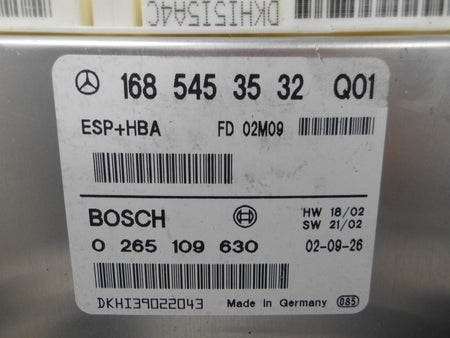 DKHI515A4C
168 545 35 32 Q01
ESP+HBA FD 02M09
BOSCH HW 18/02
SW 21/02
0 265 109 630 02-09-26
DKHI39022043 Made in Germany 085